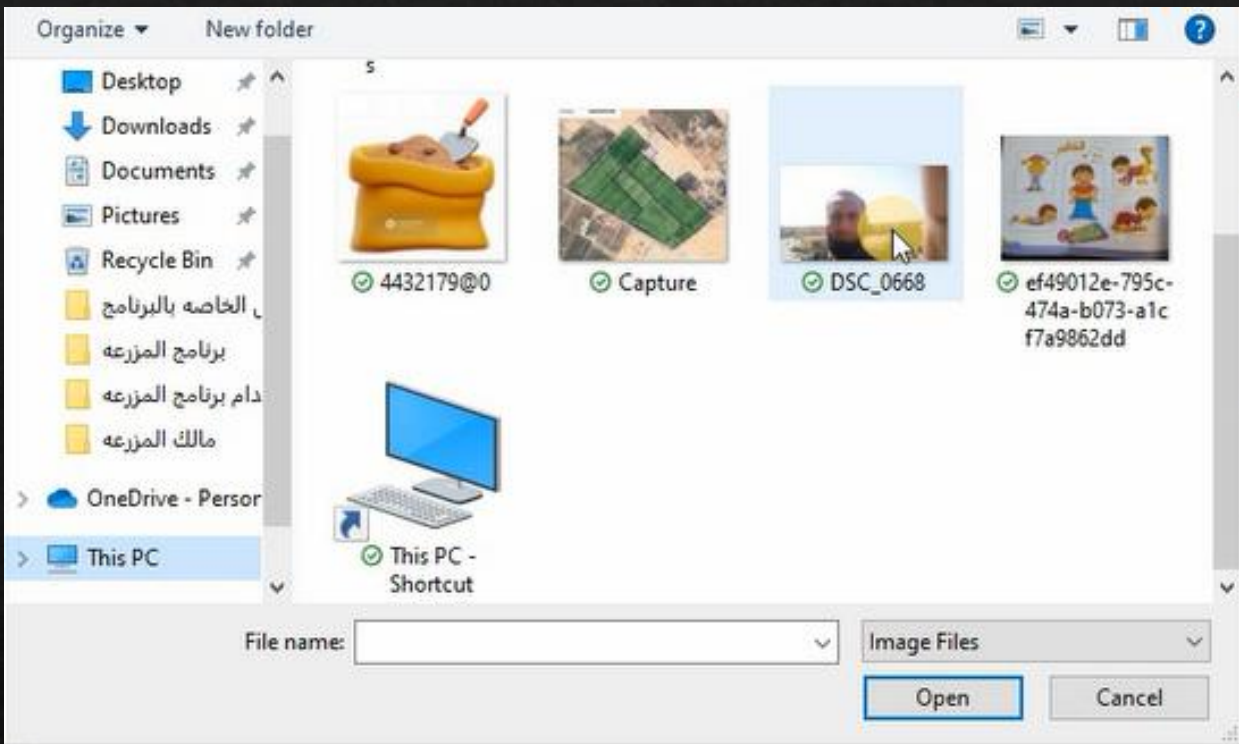 Organize
New folder
Desktop
Downloads
Documents
Pictures
Recycle Bin
الخاصه بالبرنامج
برنامج المزرعه
دام برنامج المزرعه
مالك المزرعه
OneDrive - Person
This PC
s
4432179@0
Capture
DSC_0668
ef49012e-795c-
474a-b073-a1c
f7a9862dd
This PC -
Shortcut
File name:
Image Files
Open
Cancel